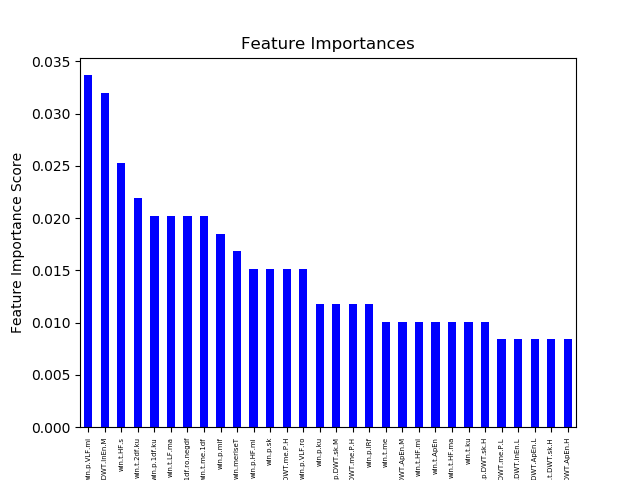 Feature Importances
Feature Importance Score
0.035
0.030
0.025
0.020
0.015
0.010
0.005
0.000
win.p.VLF.mi
DWT.InEn.M
win.t.HF.s
win.t.2df.ku
win.p.1df.ku
win.t.LF.ma
1df.ro.negdf
win.t.me.1df
win.p.mif
win.meriseT
win.p.HF.mi
win.p.sk
DWT.me.P.H
win.p.VLF.ro
win.p.ku
p.DWT.sk.M
DWT.me.P.H
win.p.IRf
win.t.me
DWT.ApEn.M
win.t.HF.mi
win.t.ApEn
win.t.HF.ma
win.t.ku
p.DWT.sk.H
DWT.me.P.L
.DWT.InEn.L
DWT.ApEn.L
.t.DWT.sk.H
DWT.ApEn.H